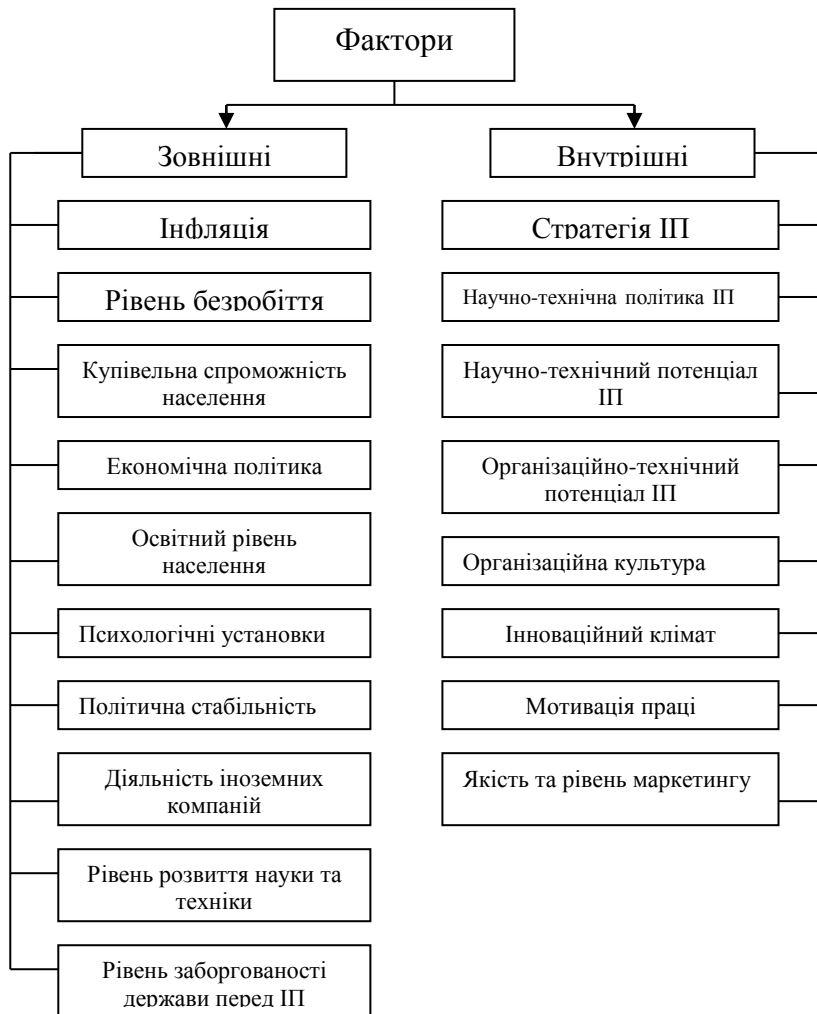 Фактори
Зовнішні
Інфляція
Рівень безробіття
Купівельна спроможність
населення
Економічна політика
Освітний рівень
населення
Психологічні установки
Політична стабільність
Діяльність іноземних
компаній
Рівень розвиття науки та
техніки
Рівень заборгованості
держави перед ІП
Внутрішні
Стратегія ІП
Научно-технічна політика ІП
Научно-технічний потенціал
ІП
Організаційно-технічний
потенціал ІП
Організаційна культура
Інноваційний клімат
Мотивація праці
Якість та рівень маркетингу